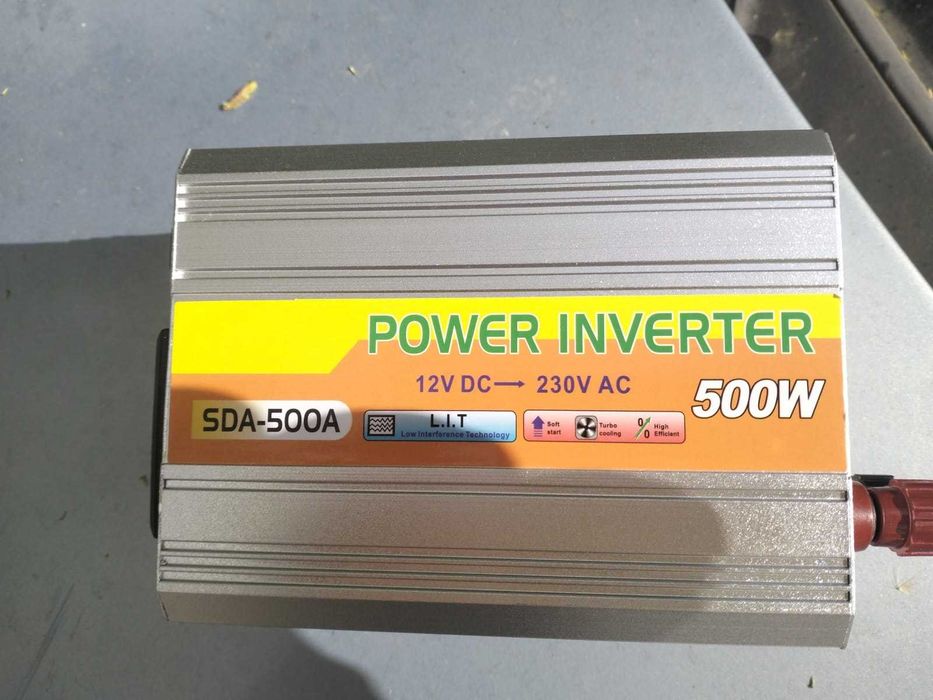 POWER INVERTER
12V DC→ 230V AC
500W
SDA-500A
L.I.T
Low Interference Technology
Soft start
Turbo cooling
%
High Efficient